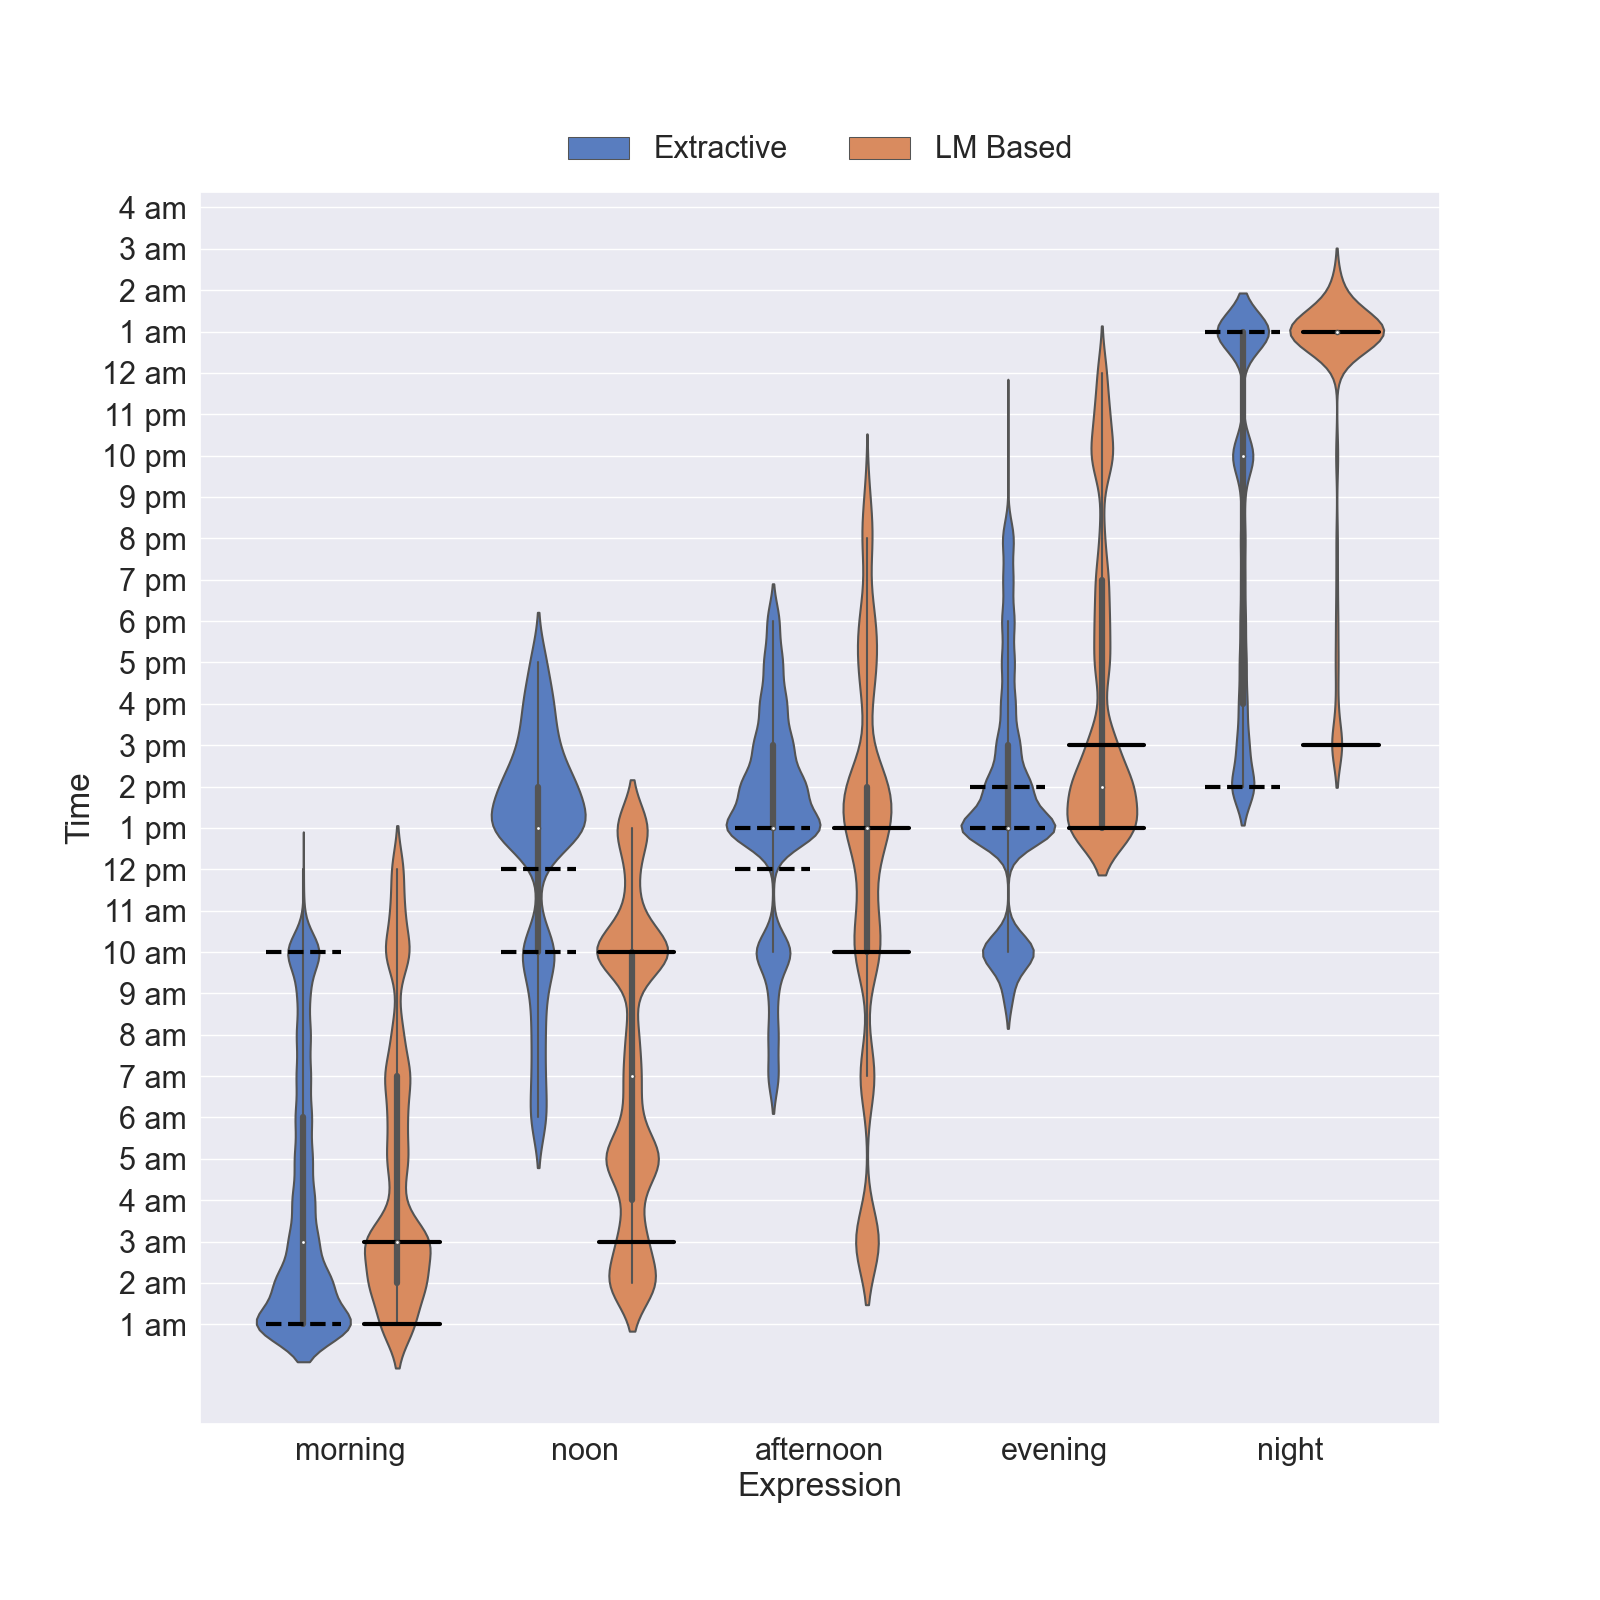 Extractive LM Based
4 am
3 am
2 am
1 am
12 am
11 pm
10 pm
9 pm
8 pm
7 pm
6 pm
5 pm
4 pm
3 pm
2 pm
1 pm
12 pm
11 am
10 am
9 am
8 am
7 am
6 am
5 am
4 am
3 am
2 am
1 am
Time
morning noon afternoon evening night
Expression